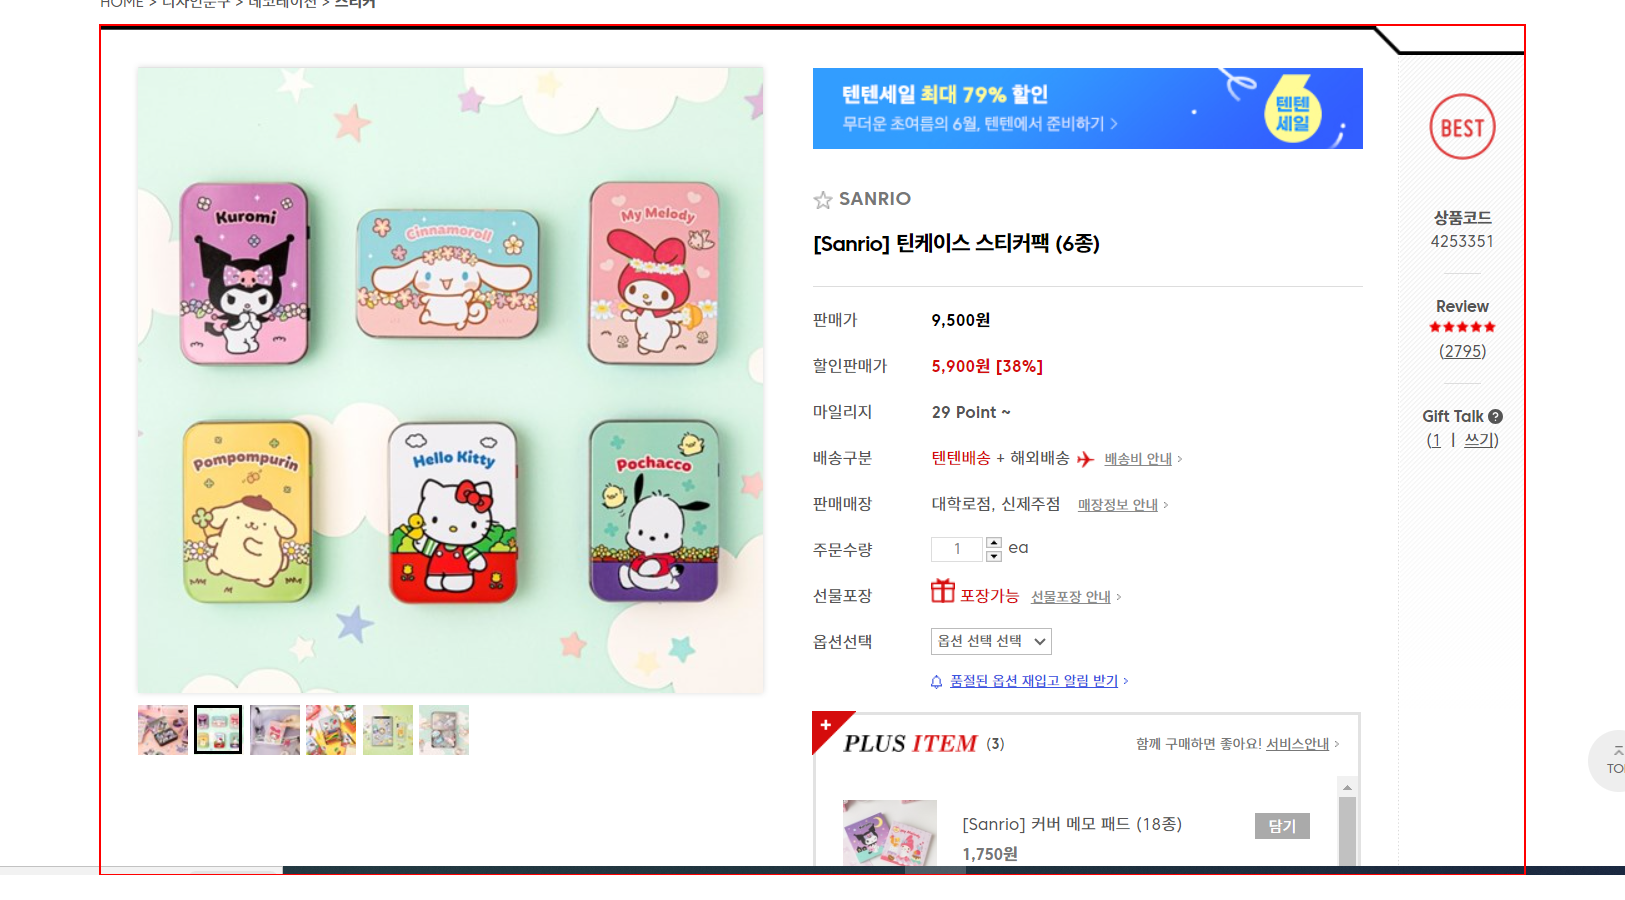 HOME > 디자인문구 > 데코레이션 > 스티커
Kuromi
Cinnamoroll
My Melody
Pompompurin
Hello Kitty
Pochacco
텐텐세일 최대 79% 할인
무더운 초여름의 6월, 텐텐에서 준비하기 >
텐텐
세일
SANRIO
[Sanrio] 틴케이스 스티커팩 (6종)
판매가 9,500원
할인판매가 5,900원 [38%]
마일리지 29 Point ~
배송구분 텐텐배송 + 해외배송 배송비 안내 >
판매매장 대학로점, 신제주점 매장정보 안내 >
주문수량 1 ea
선물포장 포장가능 선물포장 안내 >
옵션선택 옵션 선택 선택
품절된 옵션 재입고 알림 받기 >
+ PLUS ITEM (3) 함께 구매하면 좋아요! 서비스안내 >
[Sanrio] 커버 메모 패드 (18종) 담기
1,750원
BEST
상품코드
4253351
Review
★★★★★
(2795)
Gift Talk ?
(1 | 쓰기)